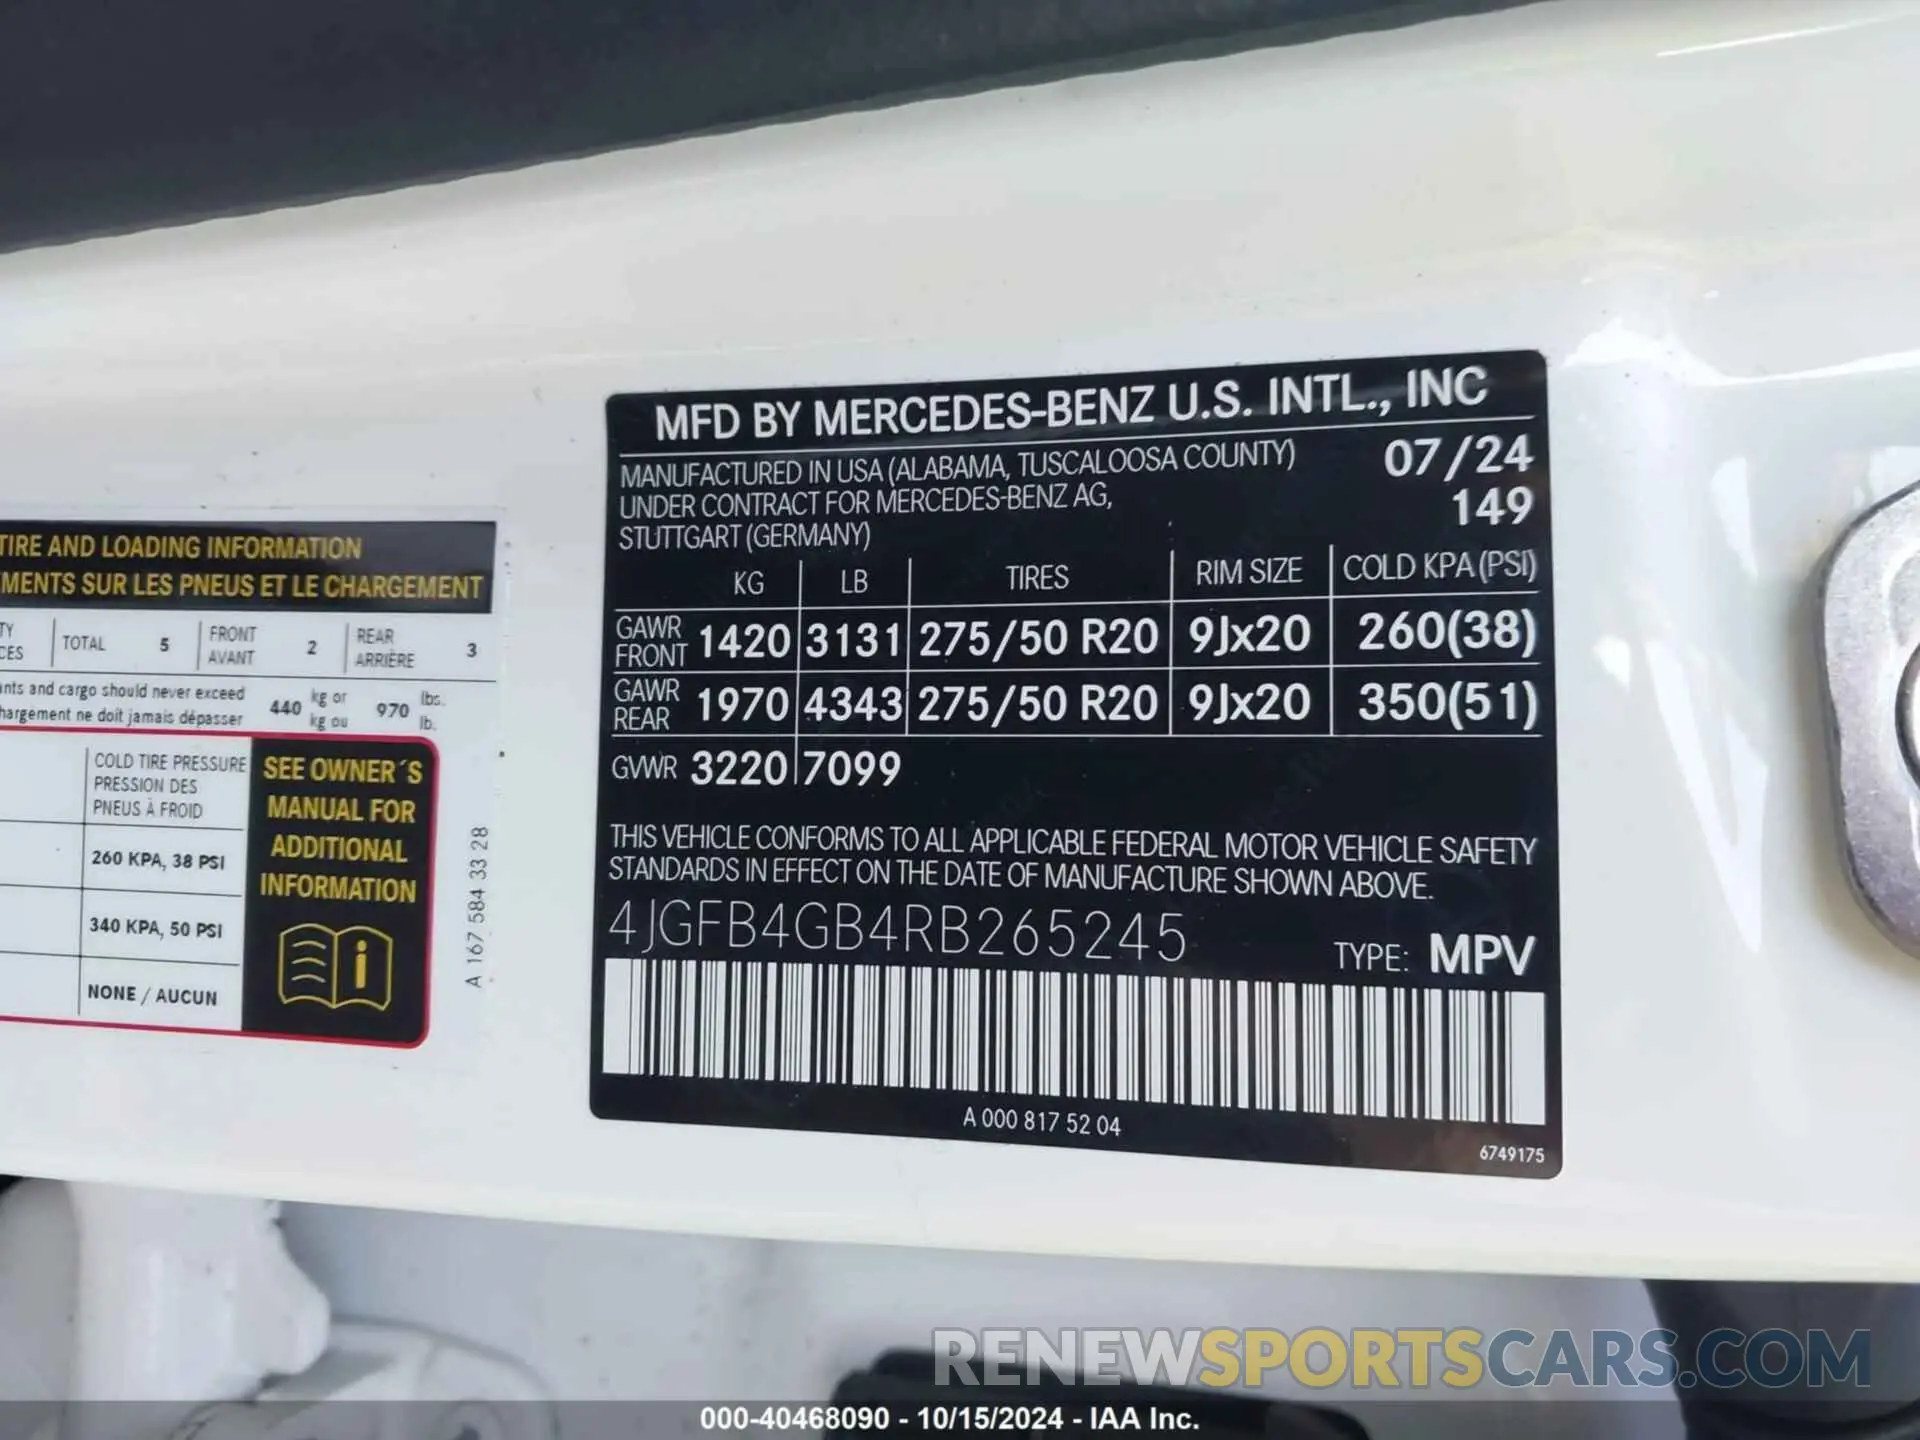 TIRE AND LOADING INFORMATION
MENTS SUR LES PNEUS ET LE CHARGEMENT
TOTAL 5
FRONT 2
AVANT
REAR 3
ARRIÈRE
and cargo should never exceed 440 kg or 970 lbs.
ne doit jamais dépasser kg ou lb.
COLD TIRE PRESSURE
PRESSION DES
PNEUS À FROID
260 KPA, 38 PSI
340 KPA, 50 PSI
NONE / AUCUN
SEE OWNER´S
MANUAL FOR
ADDITIONAL
INFORMATION
A 167 584 33 28
MFD BY MERCEDES-BENZ U.S. INTL., INC
MANUFACTURED IN USA (ALABAMA, TUSCALOOSA COUNTY) 07/24
UNDER CONTRACT FOR MERCEDES-BENZ AG, 149
STUTTGART (GERMANY)
KG LB TIRES RIM SIZE COLD KPA (PSI)
GAWR FRONT 1420 3131 275/50 R20 9Jx20 260(38)
GAWR REAR 1970 4343 275/50 R20 9Jx20 350(51)
GVWR 3220 7099
THIS VEHICLE CONFORMS TO ALL APPLICABLE FEDERAL MOTOR VEHICLE SAFETY
STANDARDS IN EFFECT ON THE DATE OF MANUFACTURE SHOWN ABOVE.
4JGFB4GB4RB265245 TYPE: MPV
A 000 817 52 04
6749175
RENEWSPORTSCARS.COM
000-40468090 - 10/15/2024 - IAA Inc.